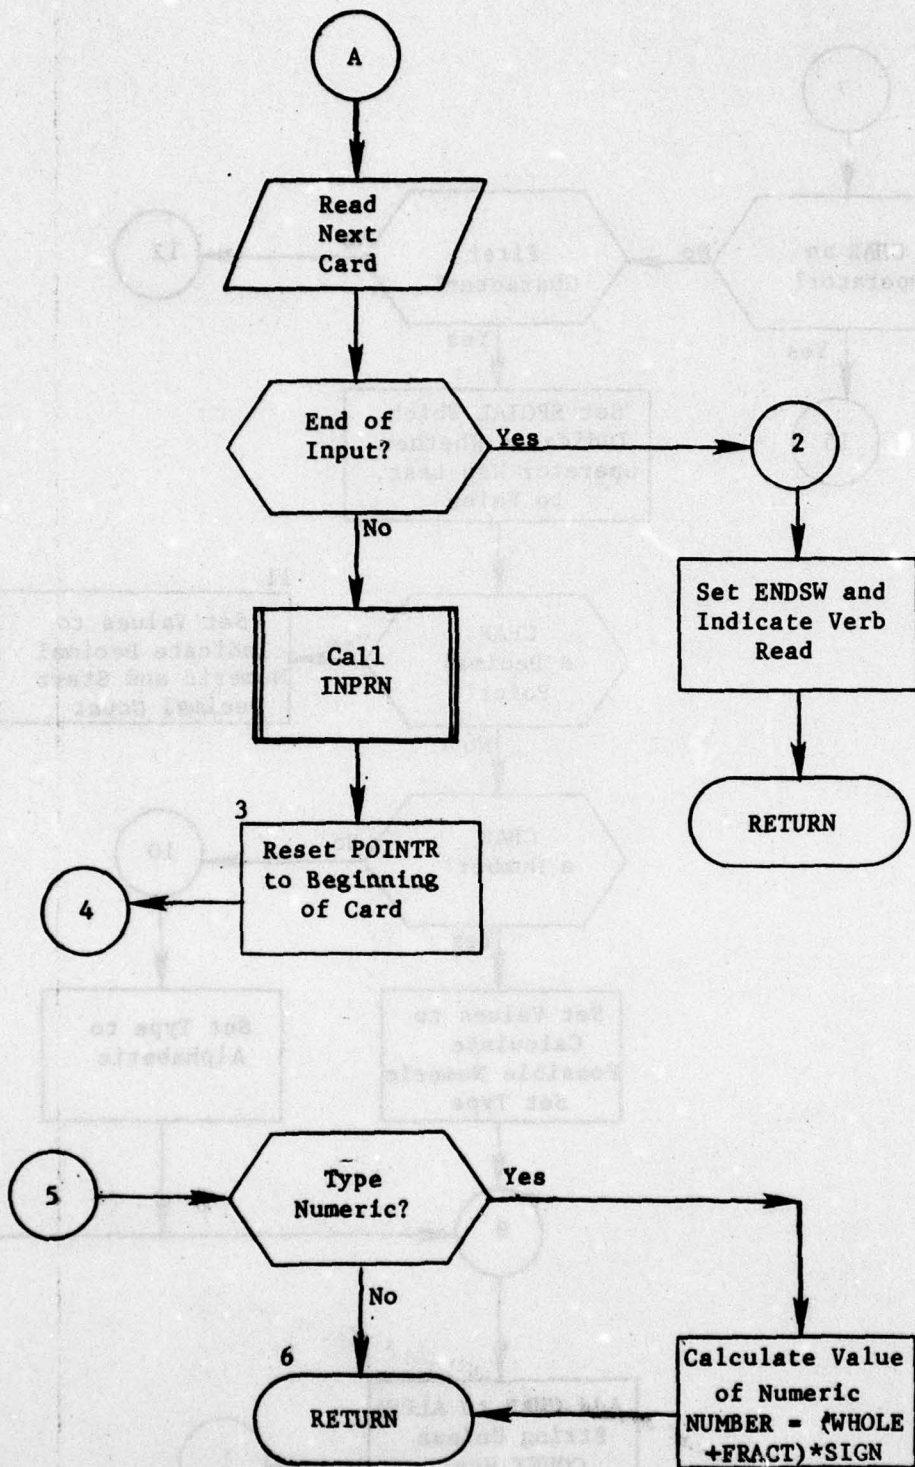 A
Read
Next
Card
End of
Input?
Yes
2
No
Set ENDSW and
Indicate Verb
Read
Call
INPRN
RETURN
3
Reset POINTR
to Beginning
of Card
4
5
Type
Numeric?
Yes
No
6
RETURN
Calculate Value
of Numeric
NUMBER = (WHOLE
+FRACT)*SIGN